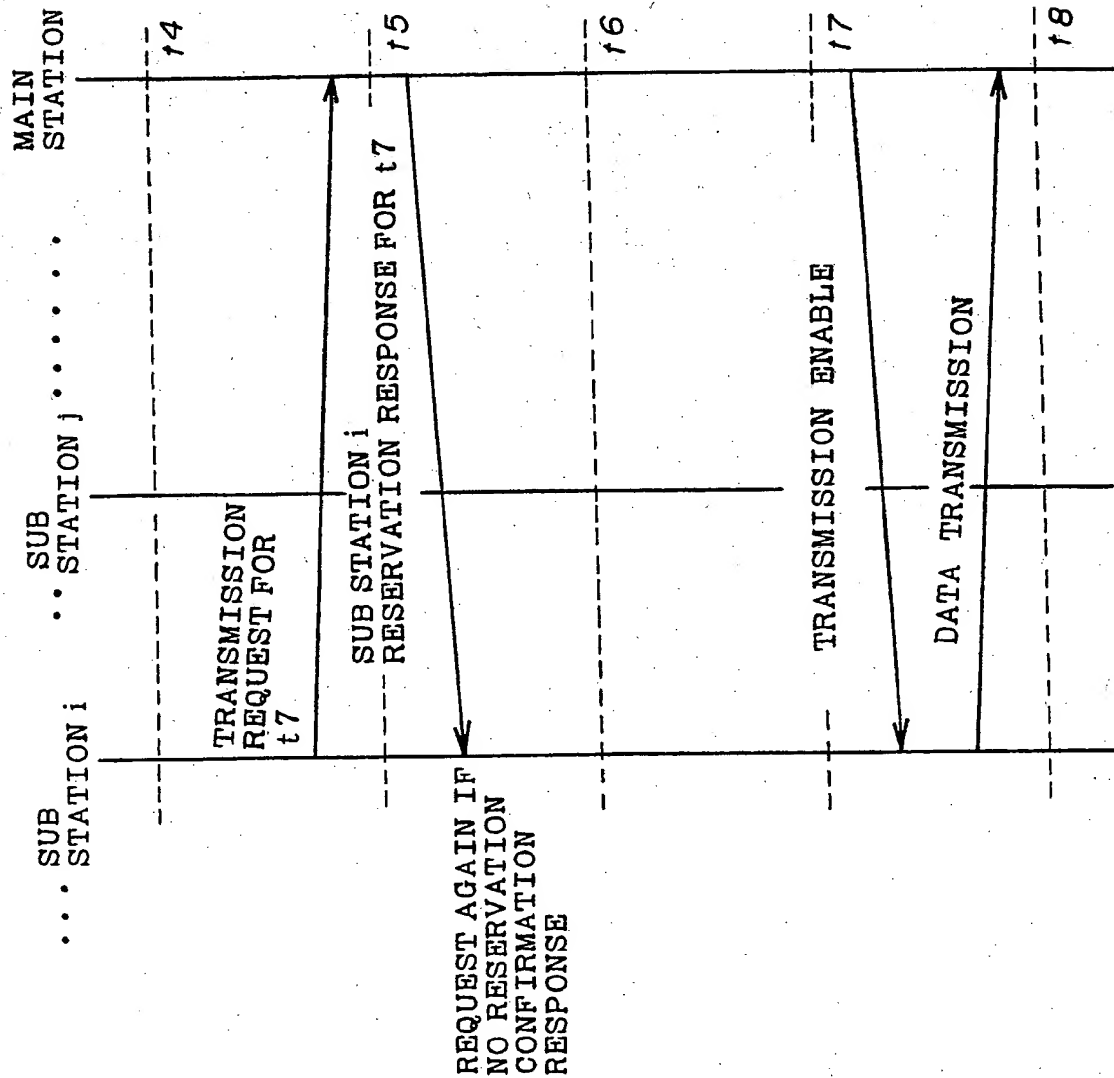 ... SUB
STATION i
.. SUB
STATION j ......
MAIN
STATION
t4
TRANSMISSION
REQUEST FOR
t7
t5
SUB STATION i
RESERVATION RESPONSE FOR t7
REQUEST AGAIN IF
NO RESERVATION
CONFIRMATION
RESPONSE
t6
t7
TRANSMISSION ENABLE
DATA TRANSMISSION
t8